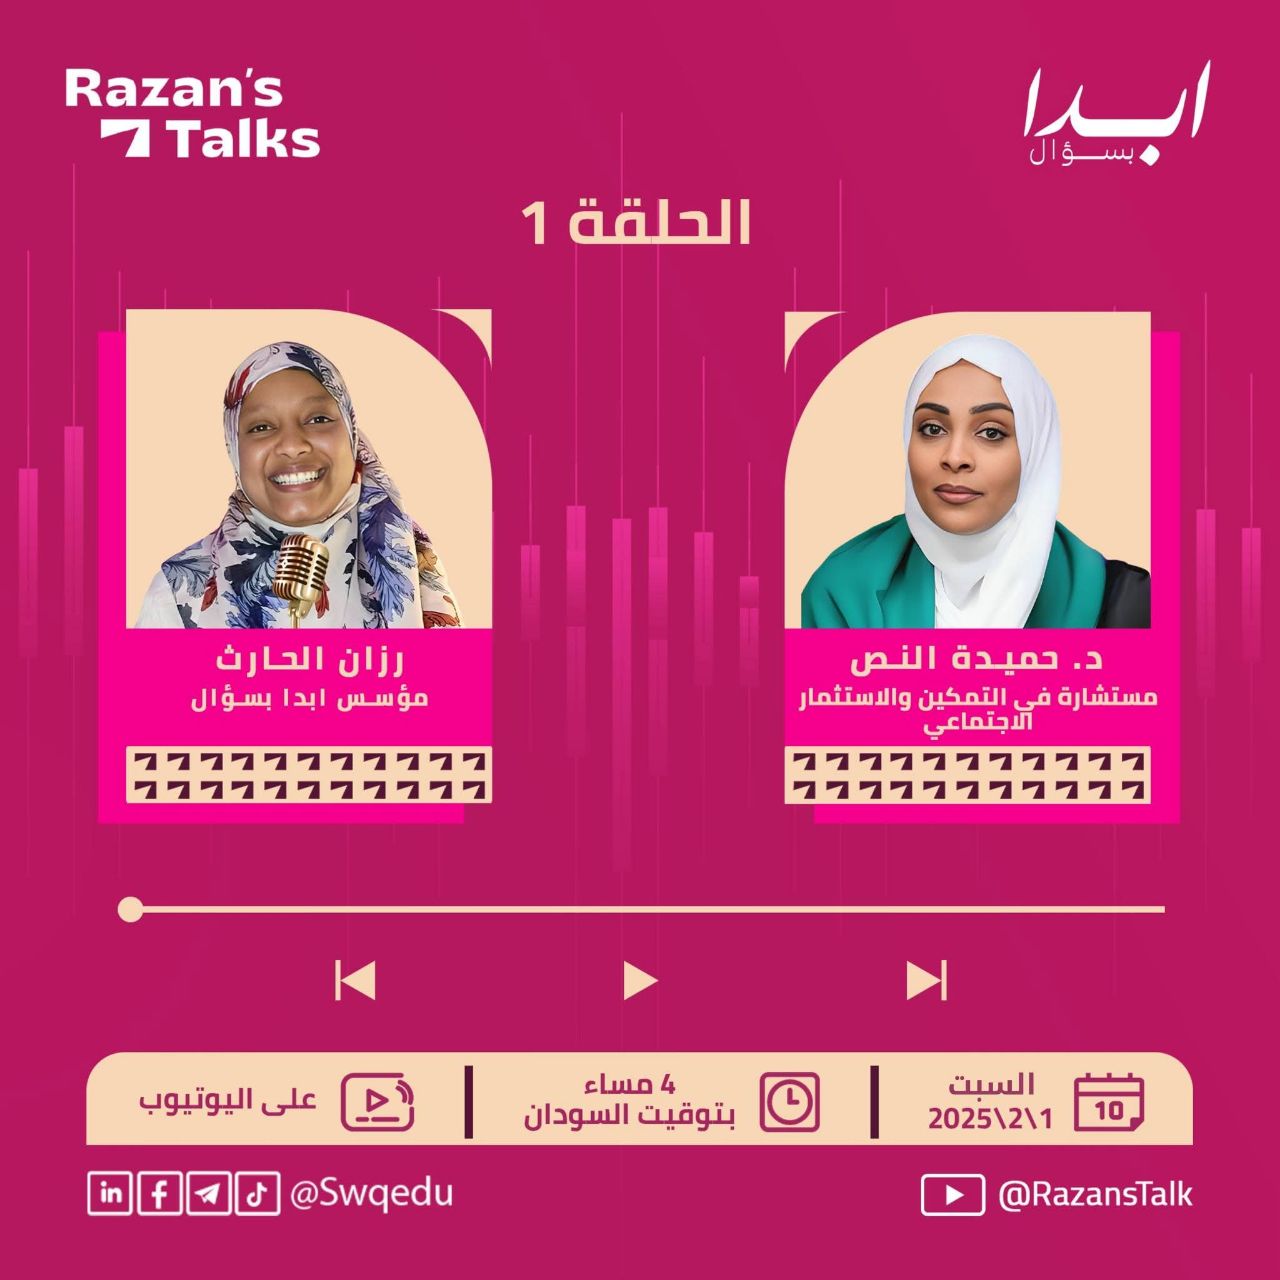 Razan's
Talks
ابدا
بسؤال
الحلقة 1
رزان الحارث
مؤسس ابدا بسؤال
د. حميدة النص
مستشارة في التمكين والاستثمار
الاجتماعي
السبت
1\2\2025
10
4 مساء
بتوقيت السودان
على اليوتيوب
@Swqedu
@RazansTalk